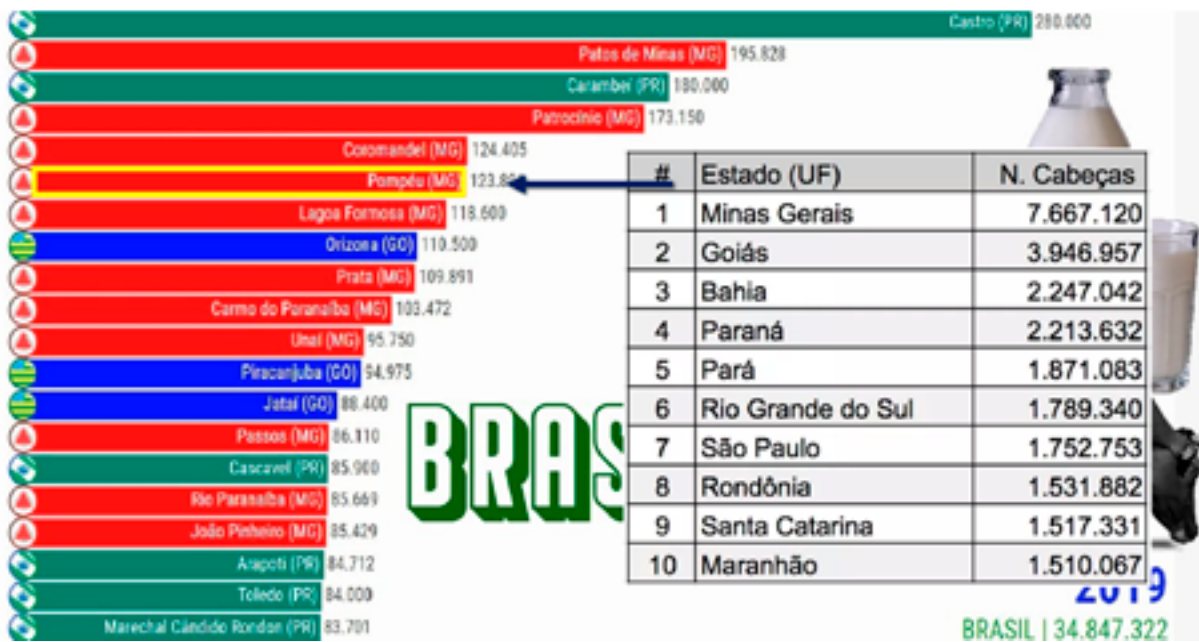 Castro (PR) 280.000
Patos de Minas (MG) 195.828
Carambeí (PR) 180.000
Patrocínio (MG) 173.150
Coromandel (MG) 124.405
Pompéu (MG) 123.8
Lagoa Formosa (MG) 118.600
Orizona (GO) 110.500
Prata (MG) 109.891
Carmo do Paranaíba (MG) 103.472
Unaí (MG) 95.750
Piracanjuba (GO) 94.975
Jataí (GO) 88.400
Passos (MG) 86.110
Cascavel (PR) 85.900
Rio Paranaíba (MG) 85.669
João Pinheiro (MG) 85.429
Arapoti (PR) 84.712
Toledo (PR) 84.000
Marechal Cândido Rondon (PR) 83.701
BRAS
# Estado (UF) N. Cabeças
1 Minas Gerais 7.667.120
2 Goiás 3.946.957
3 Bahia 2.247.042
4 Paraná 2.213.632
5 Pará 1.871.083
6 Rio Grande do Sul 1.789.340
7 São Paulo 1.752.753
8 Rondônia 1.531.882
9 Santa Catarina 1.517.331
10 Maranhão 1.510.067
2019
BRASIL | 34.847.322